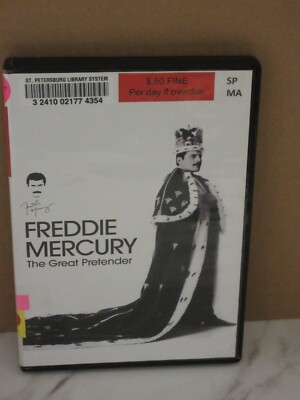 ST. PETERSBURG LIBRARY SYSTEM
3 2410 02177 4354
$.50 FINE
Per day if overdue
SP
MA
FREDDIE
MERCURY
The Great Pretender